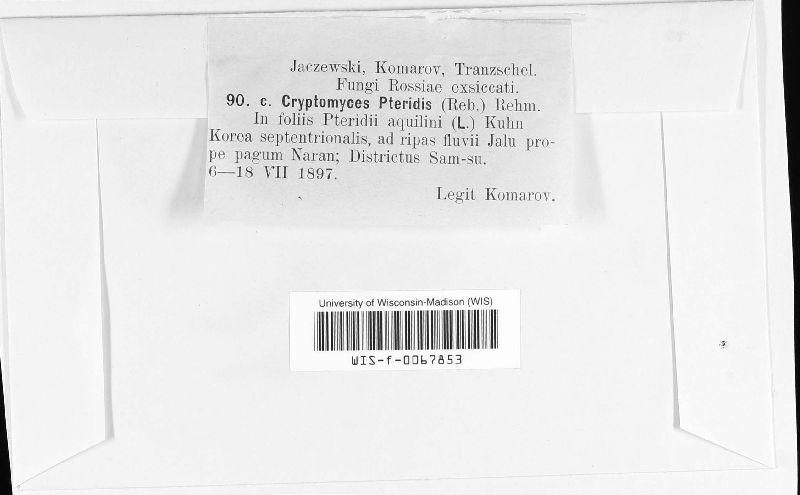 Jaczewski, Komarov, Tranzschel.
Fungi Rossiae exsiccati.
90. c. Cryptomyces Pteridis (Reb.) Rehm.
In foliis Pteridii aquilini (L.) Kuhn
Korea septentrionalis, ad ripas fluvii Jalu pro-
pe pagum Naran; Districtus Sam-su.
6—18 VII 1897.
Legit Komarov.
University of Wisconsin-Madison (WIS)
WIS-f-0067853